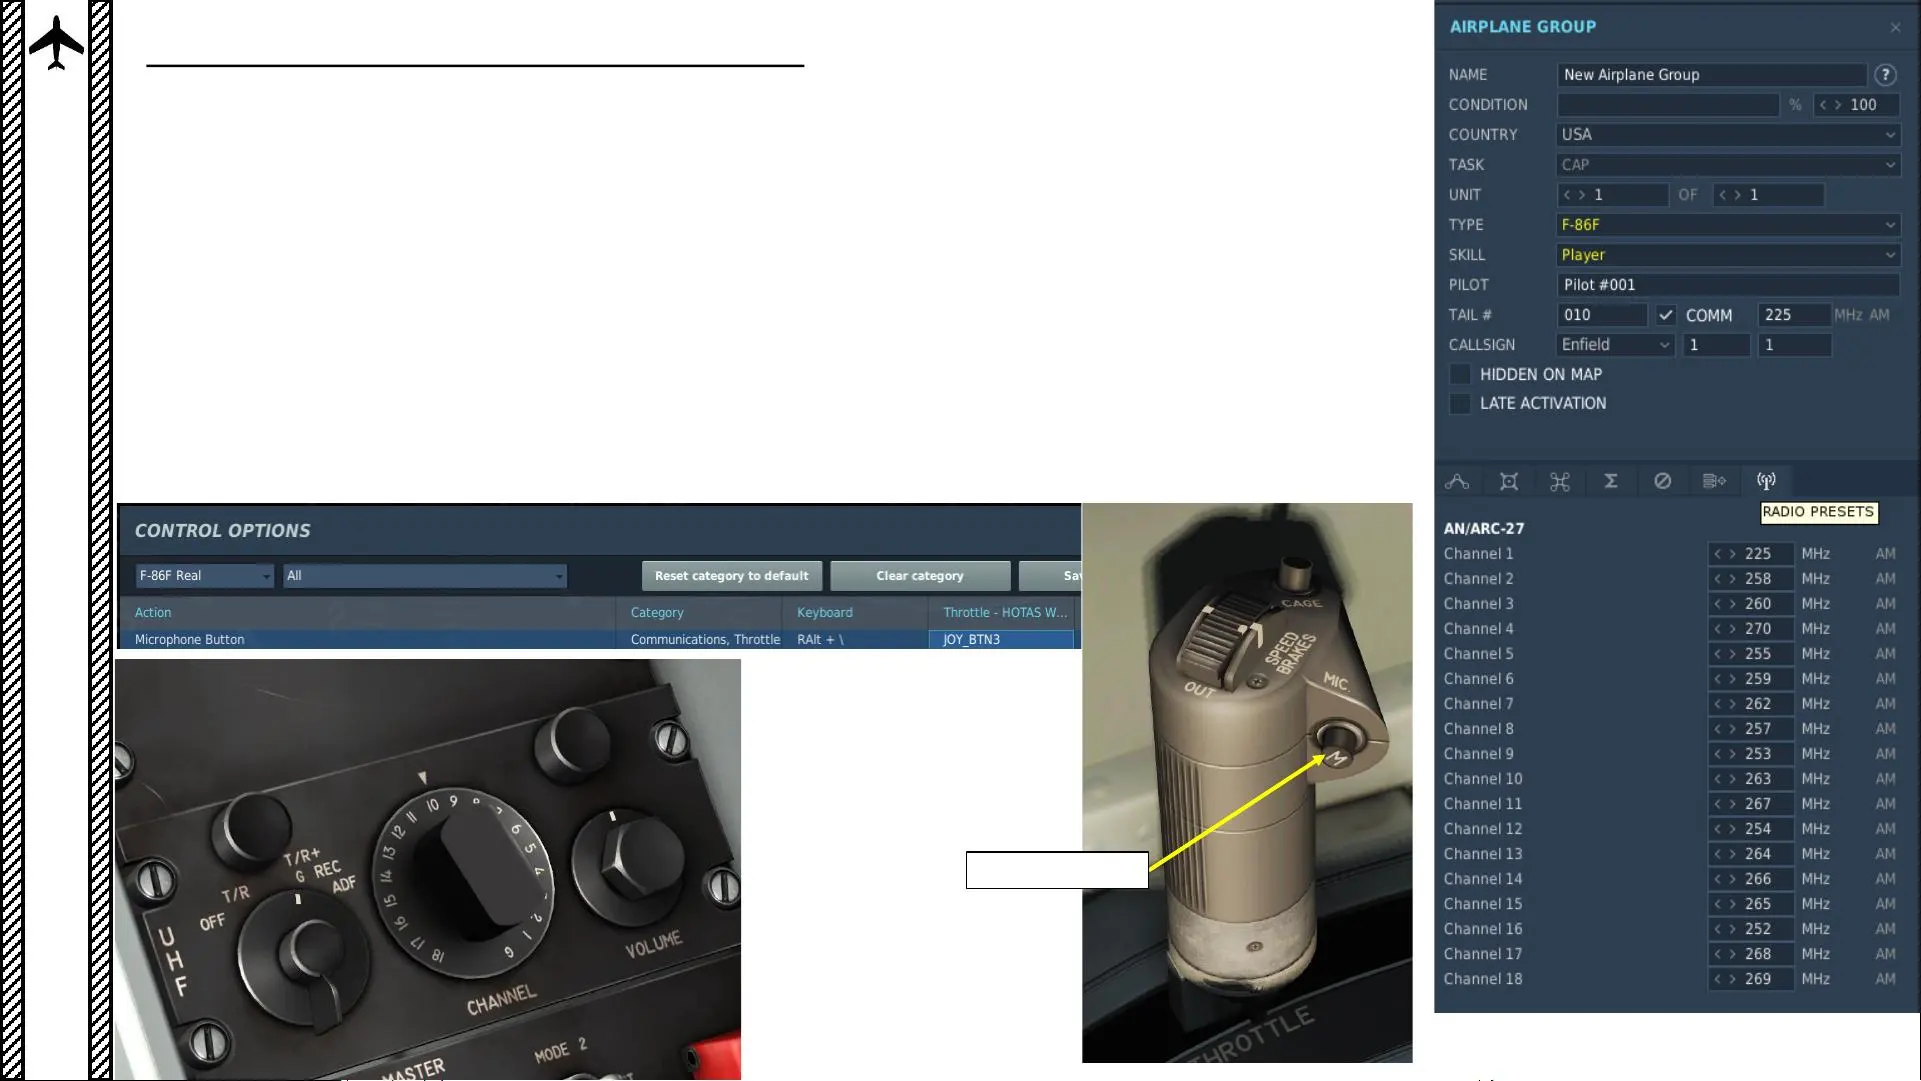 CONTROL OPTIONS
F-86F Real All Reset category to default Clear category
Action Category Keyboard Throttle - HOTAS W...
Microphone Button Communications, Throttle RAlt + \ JOY_BTN3
UHF
OFF T/R T/R+ G REC ADF
18 17 16 15 14 13 12 11 10 9 8 7 6 5 4 2 1 G
CHANNEL
VOLUME
MASTER
MODE 2
CAGE
SPEED BRAKES
OUT
MIC.
M
THROTTLE
AIRPLANE GROUP
NAME New Airplane Group ?
CONDITION % < > 100
COUNTRY USA
TASK CAP
UNIT < > 1 OF < > 1
TYPE F-86F
SKILL Player
PILOT Pilot #001
TAIL # 010 COMM 225 MHz AM
CALLSIGN Enfield 1 1
HIDDEN ON MAP
LATE ACTIVATION
RADIO PRESETS
AN/ARC-27
Channel 1 < > 225 MHz AM
Channel 2 < > 258 MHz AM
Channel 3 < > 260 MHz AM
Channel 4 < > 270 MHz AM
Channel 5 < > 255 MHz AM
Channel 6 < > 259 MHz AM
Channel 7 < > 262 MHz AM
Channel 8 < > 257 MHz AM
Channel 9 < > 253 MHz AM
Channel 10 < > 263 MHz AM
Channel 11 < > 267 MHz AM
Channel 12 < > 254 MHz AM
Channel 13 < > 264 MHz AM
Channel 14 < > 266 MHz AM
Channel 15 < > 265 MHz AM
Channel 16 < > 252 MHz AM
Channel 17 < > 268 MHz AM
Channel 18 < > 269 MHz AM